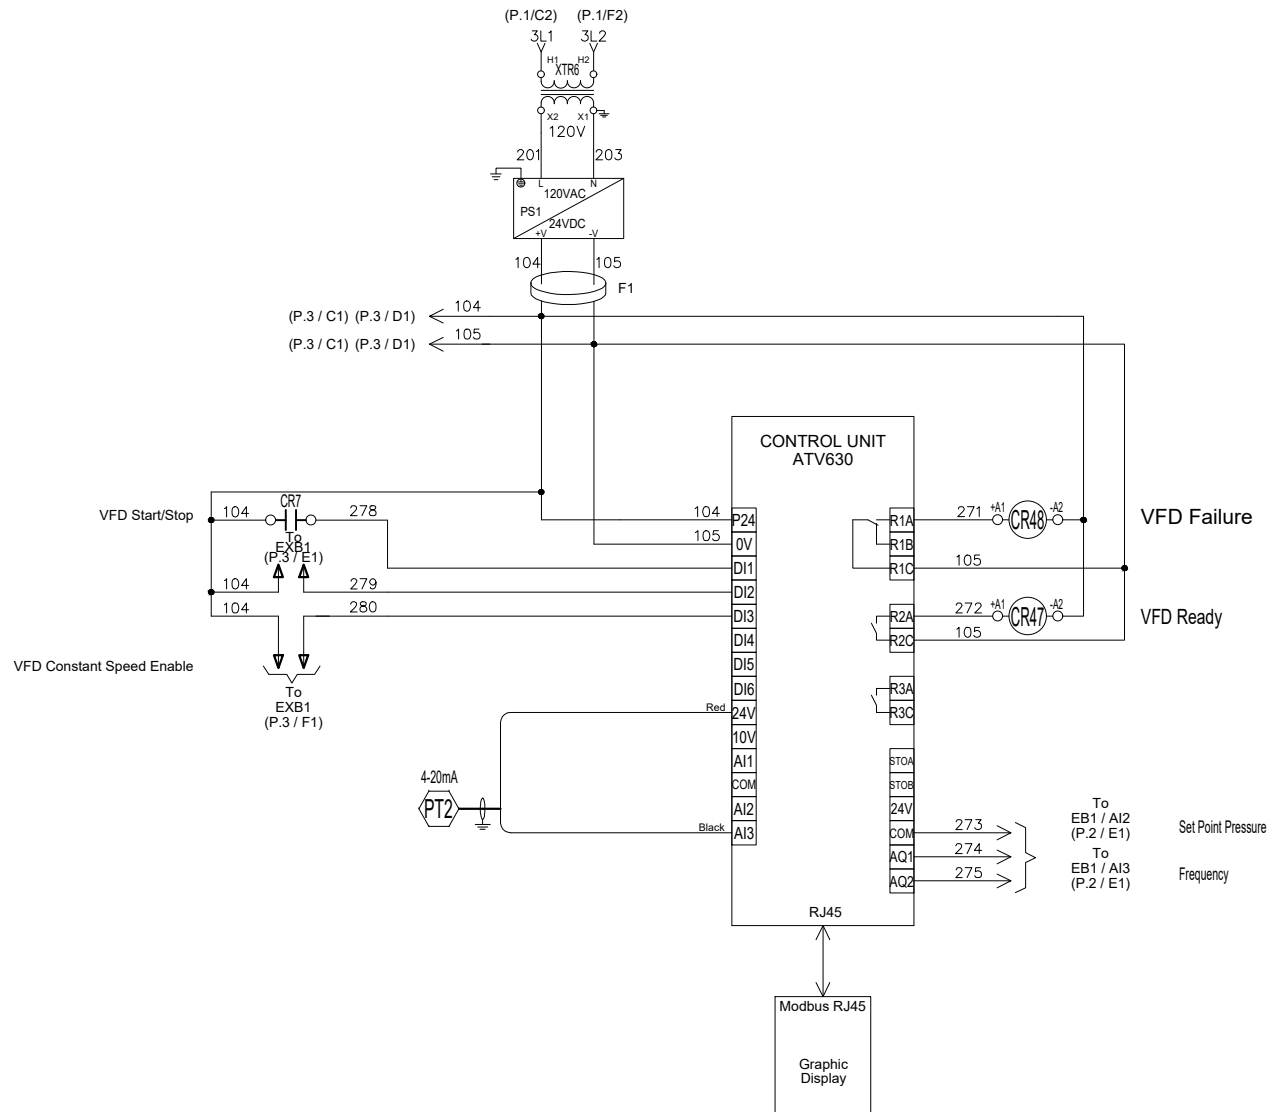 (P.1/C2) (P.1/F2)
3L1 3L2
H1 H2
XTR6
X2 X1
120V
201 203
L N
120VAC
PS1
24VDC
+V -V
104 105
F1
(P.3 / C1) (P.3 / D1) 104
(P.3 / C1) (P.3 / D1) 105
CONTROL UNIT
ATV630
VFD Start/Stop 104 CR7 278
To
EXB1
(P.3 / E1)
104 279
104 280
VFD Constant Speed Enable
To
EXB1
(P.3 / F1)
104 P24
105 0V
DI1
DI2
DI3
DI4
DI5
DI6
Red 24V
10V
AI1
COM
AI2
Black AI3
4-20mA
PT2
R1A 271 +A1 CR48 -A2 VFD Failure
R1B
R1C 105
R2A 272 +A1 CR47 -A2 VFD Ready
R2C 105
R3A
R3C
STOA
STOB
24V
COM 273
AQ1 274
AQ2 275
To
EB1 / AI2
(P.2 / E1)
Set Point Pressure
To
EB1 / AI3
(P.2 / E1)
Frequency
RJ45
Modbus RJ45
Graphic
Display